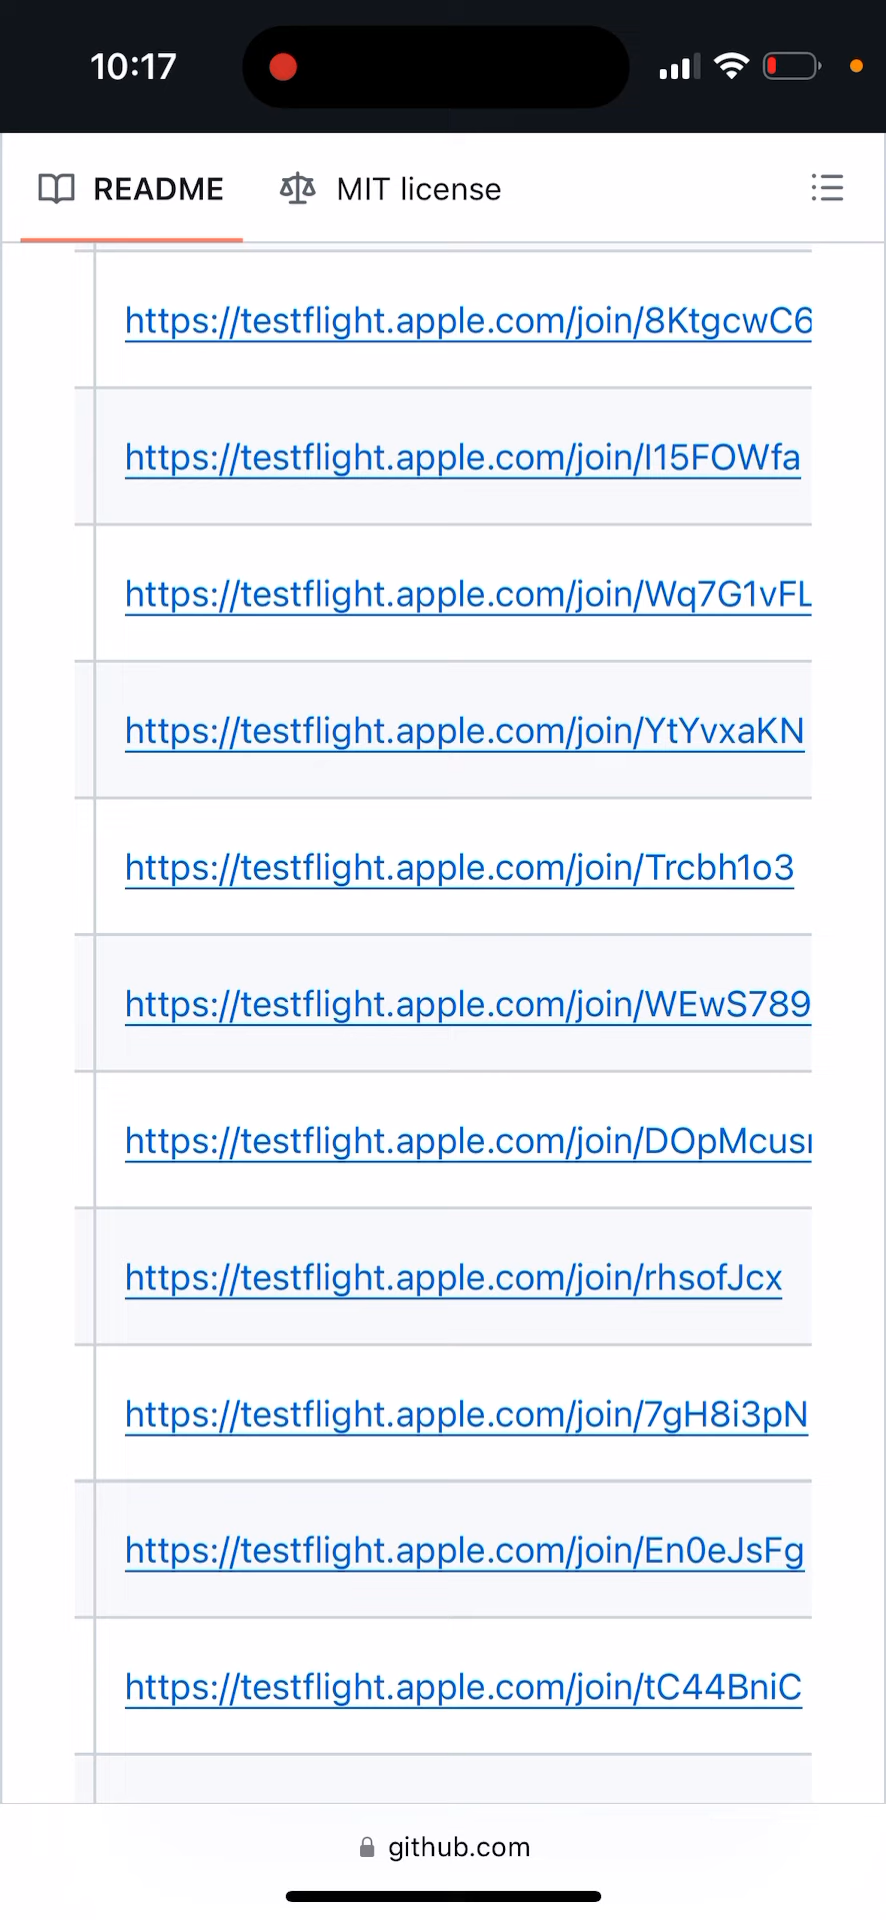 10:17
README MIT license
https://testflight.apple.com/join/8KtgcwC6
https://testflight.apple.com/join/I15FOWfa
https://testflight.apple.com/join/Wq7G1vFL
https://testflight.apple.com/join/YtYvxaKN
https://testflight.apple.com/join/Trcbh1o3
https://testflight.apple.com/join/WEwS789
https://testflight.apple.com/join/DOpMcus
https://testflight.apple.com/join/rhsofJcx
https://testflight.apple.com/join/7gH8i3pN
https://testflight.apple.com/join/En0eJsFg
https://testflight.apple.com/join/tC44BniC
github.com